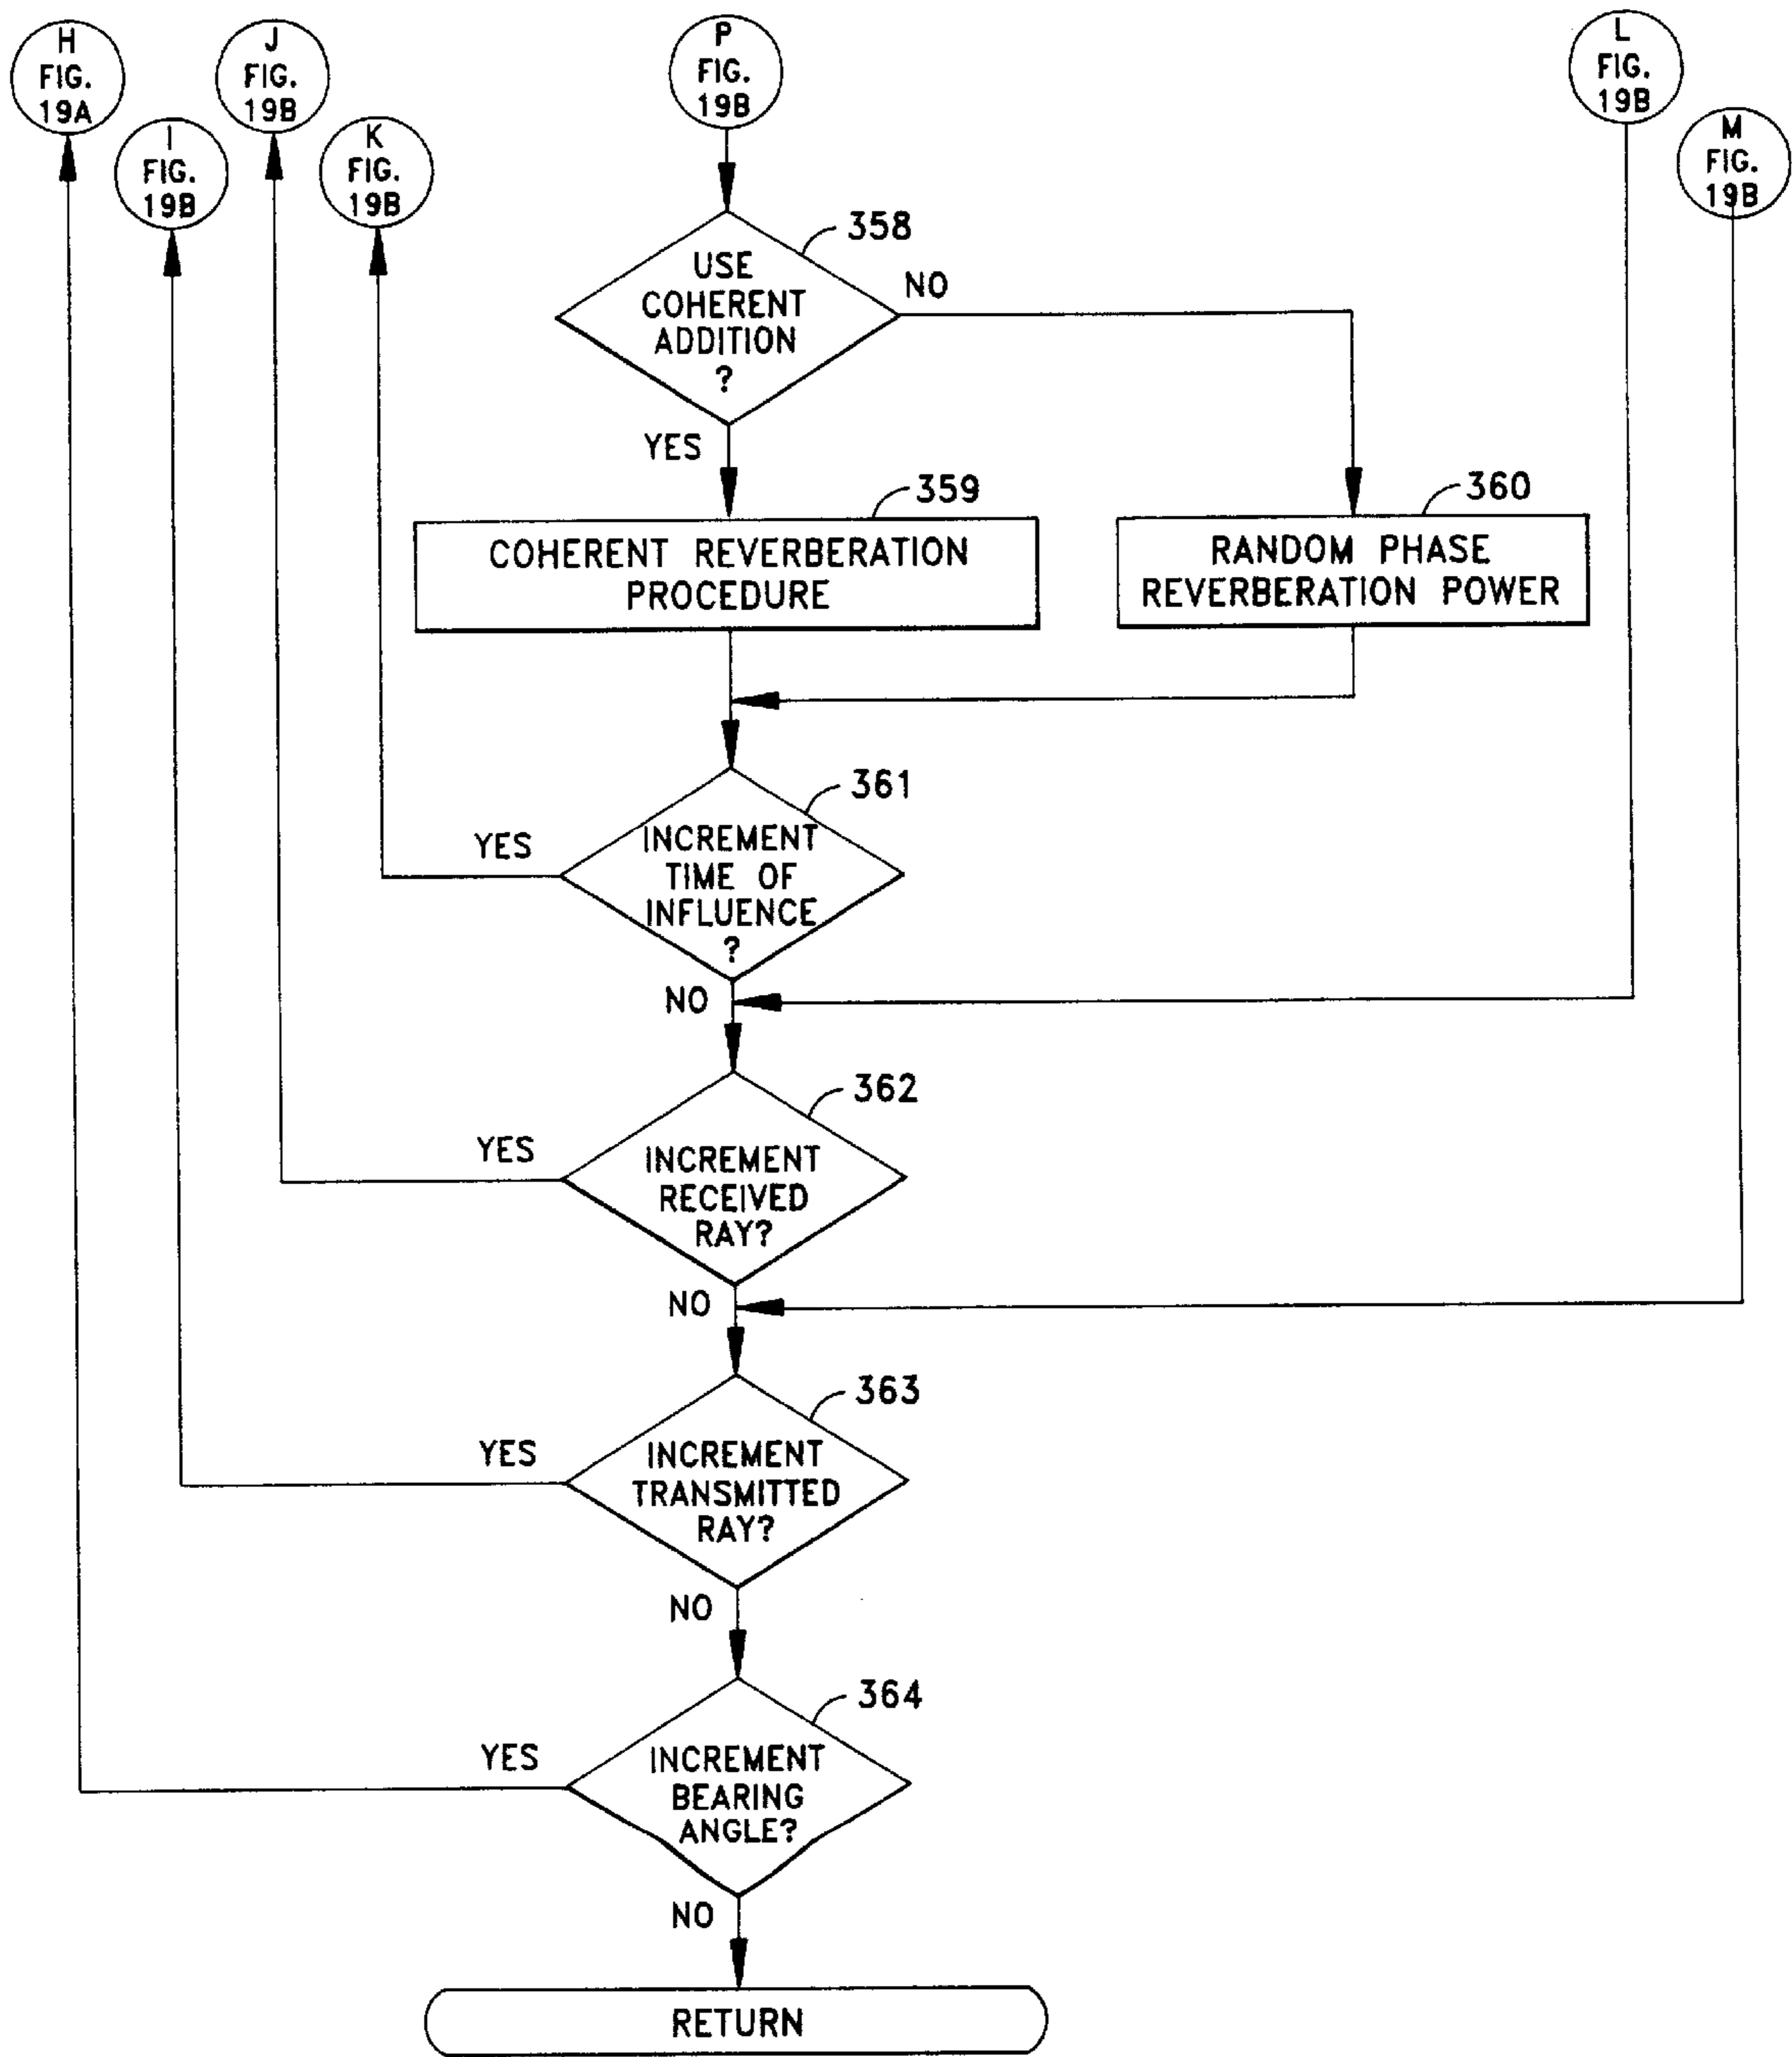 H
FIG.
19A
I
FIG.
19B
J
FIG.
19B
K
FIG.
19B
P
FIG.
19B
L
FIG.
19B
M
FIG.
19B
358
USE
COHERENT
ADDITION
?
NO
YES
359
COHERENT REVERBERATION
PROCEDURE
360
RANDOM PHASE
REVERBERATION POWER
361
INCREMENT
TIME OF
INFLUENCE
?
YES
NO
362
INCREMENT
RECEIVED
RAY?
YES
NO
363
INCREMENT
TRANSMITTED
RAY?
YES
NO
364
INCREMENT
BEARING
ANGLE?
YES
NO
RETURN